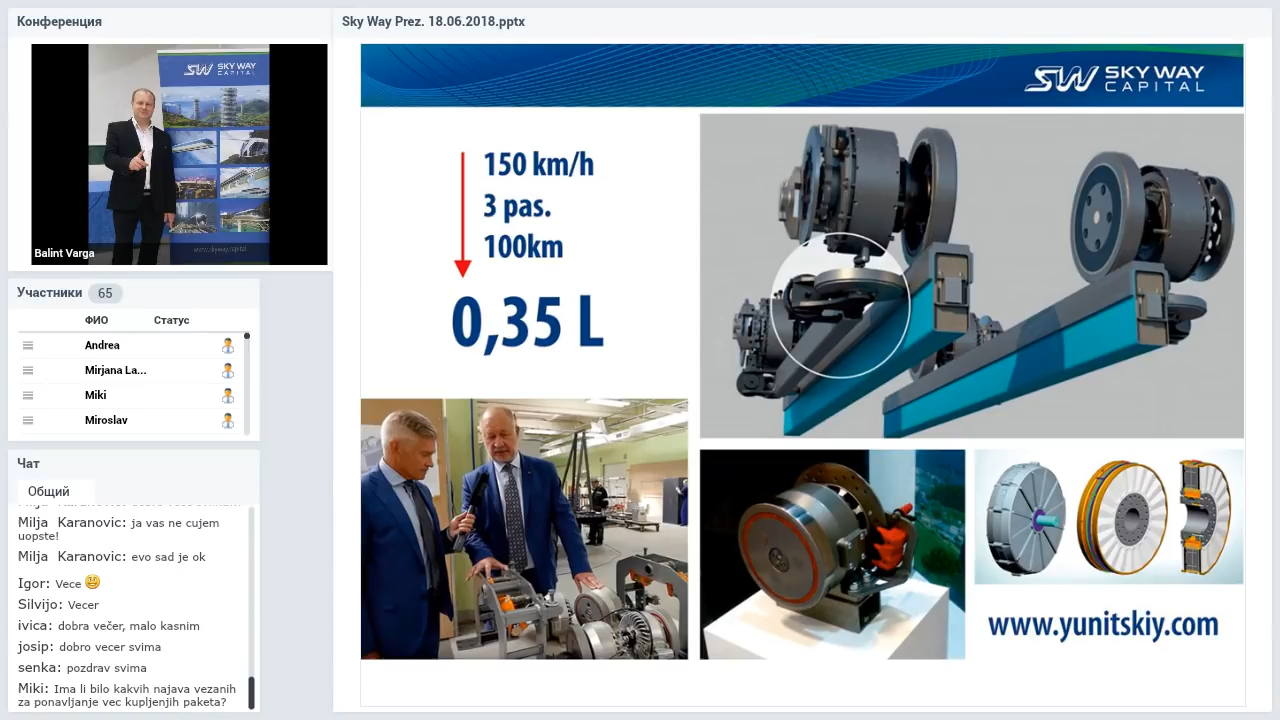 Конференция
Sky Way Prez. 18.06.2018.pptx
SW SKY WAY
CAPITAL
www.skyway.capital
Balint Varga
SW SKY WAY
CAPITAL
150 km/h
3 pas.
100km
0,35 L
www.yunitskiy.com
Участники 65
ФИО Статус
Andrea
Mirjana La...
Miki
Miroslav
Чат
Общий
Milja Karanovic: ja vas ne cujem
uopste!
Milja Karanovic: evo sad je ok
Igor: Vece
Silvijo: Vecer
ivica: dobra večer, malo kasnim
josip: dobro vecer svima
senka: pozdrav svima
Miki: Ima li bilo kakvih najava vezanih
za ponavljanje vec kupljenjih paketa?